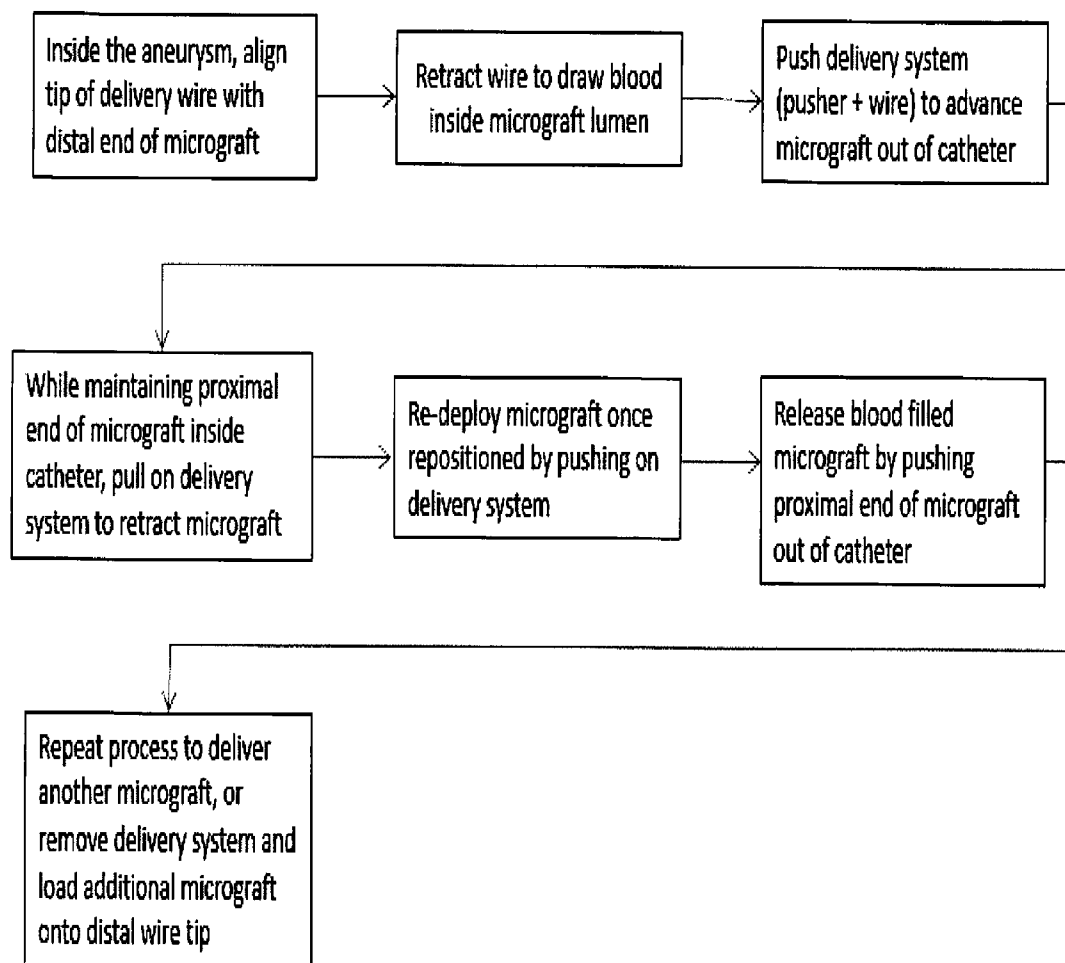 Inside the aneurysm, align
tip of delivery wire with
distal end of micrograft
Retract wire to draw blood
inside micrograft lumen
Push delivery system
(pusher + wire) to advance
micrograft out of catheter
While maintaining proximal
end of micrograft inside
catheter, pull on delivery
system to retract micrograft
Re-deploy micrograft once
repositioned by pushing on
delivery system
Release blood filled
micrograft by pushing
proximal end of micrograft
out of catheter
Repeat process to deliver
another micrograft, or
remove delivery system and
load additional micrograft
onto distal wire tip